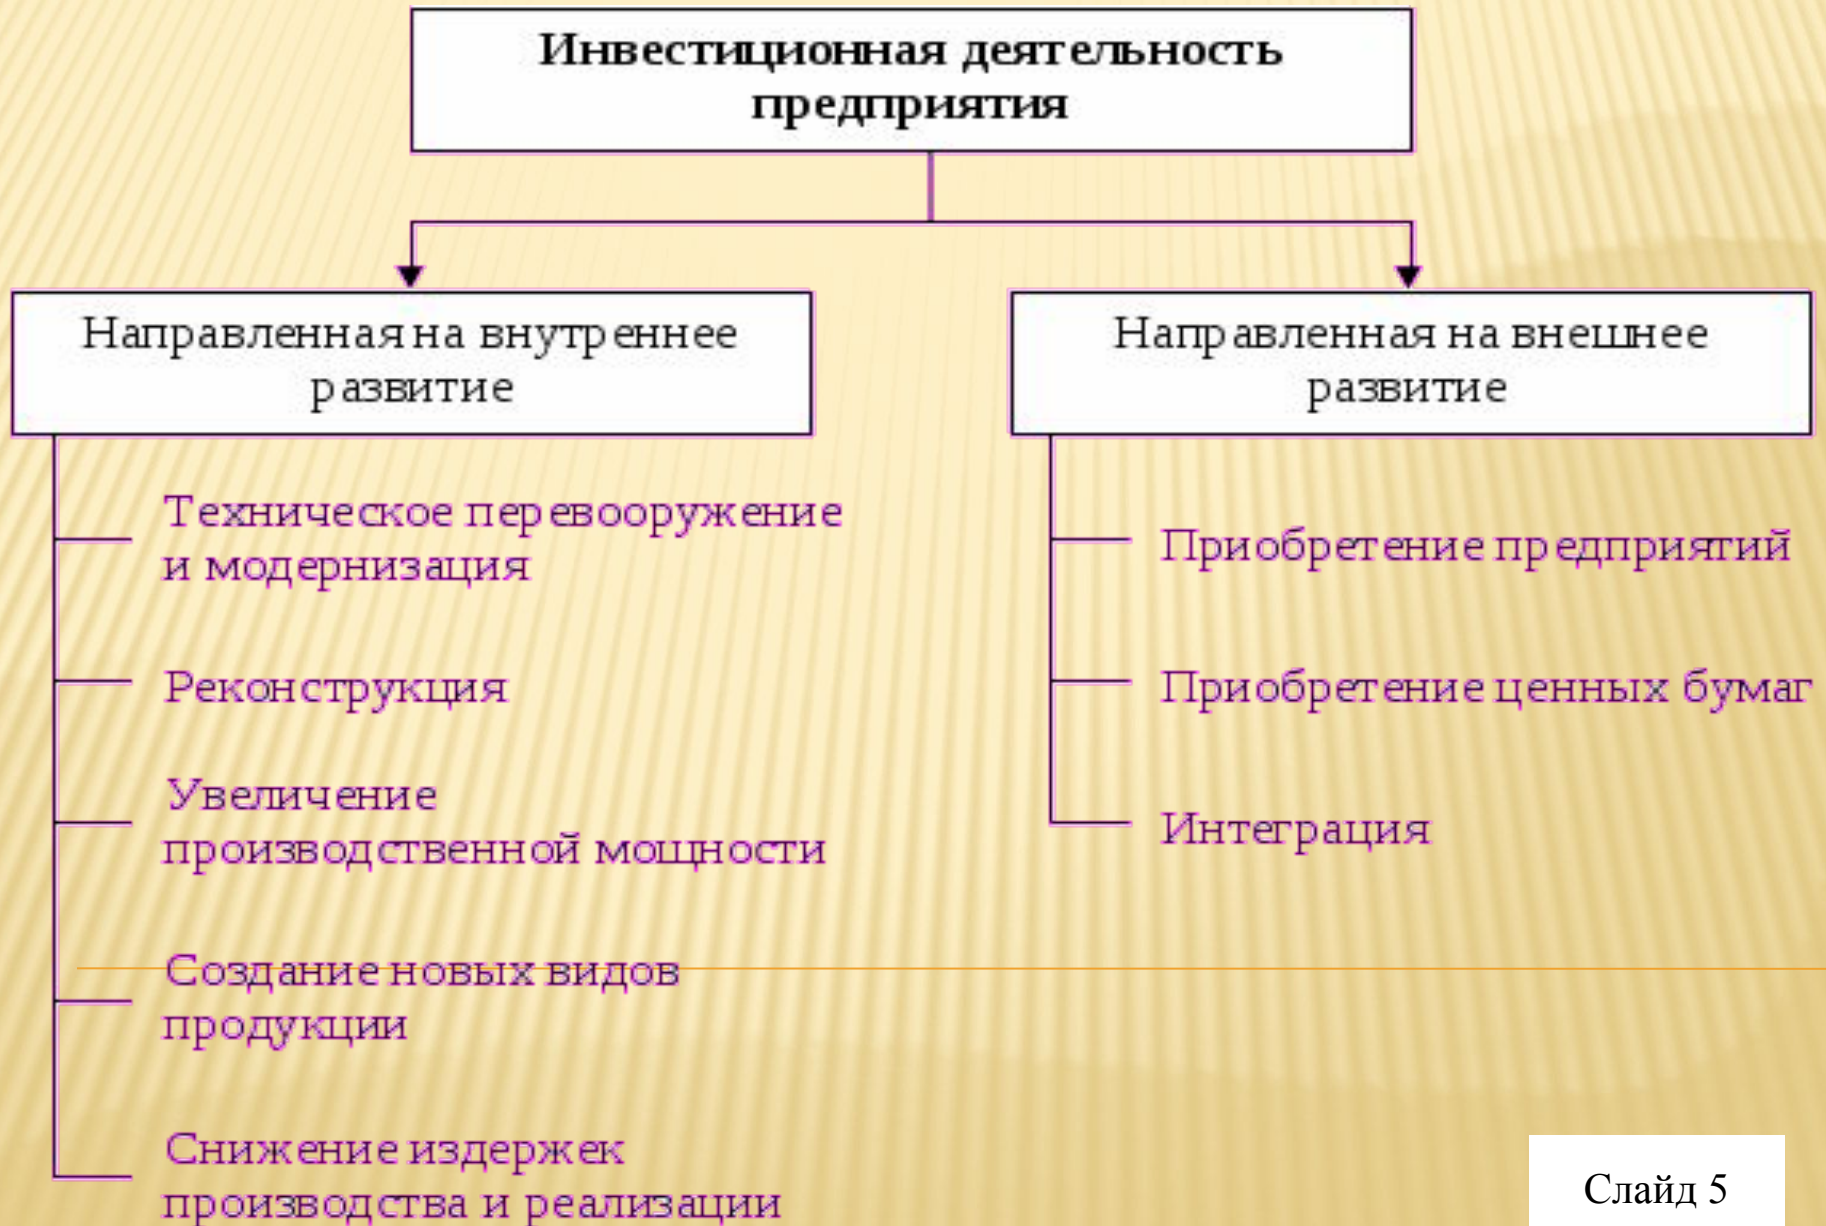 Инвестиционная деятельность
предприятия
Направленная на внутреннее
развитие
Техническое перевооружение
и модернизация
Реконструкция
Увеличение
производственной мощности
Создание новых видов
продукции
Снижение издержек
производства и реализации
Направленная на внешнее
развитие
Приобретение предприятий
Приобретение ценных бумаг
Интеграция
Слайд 5